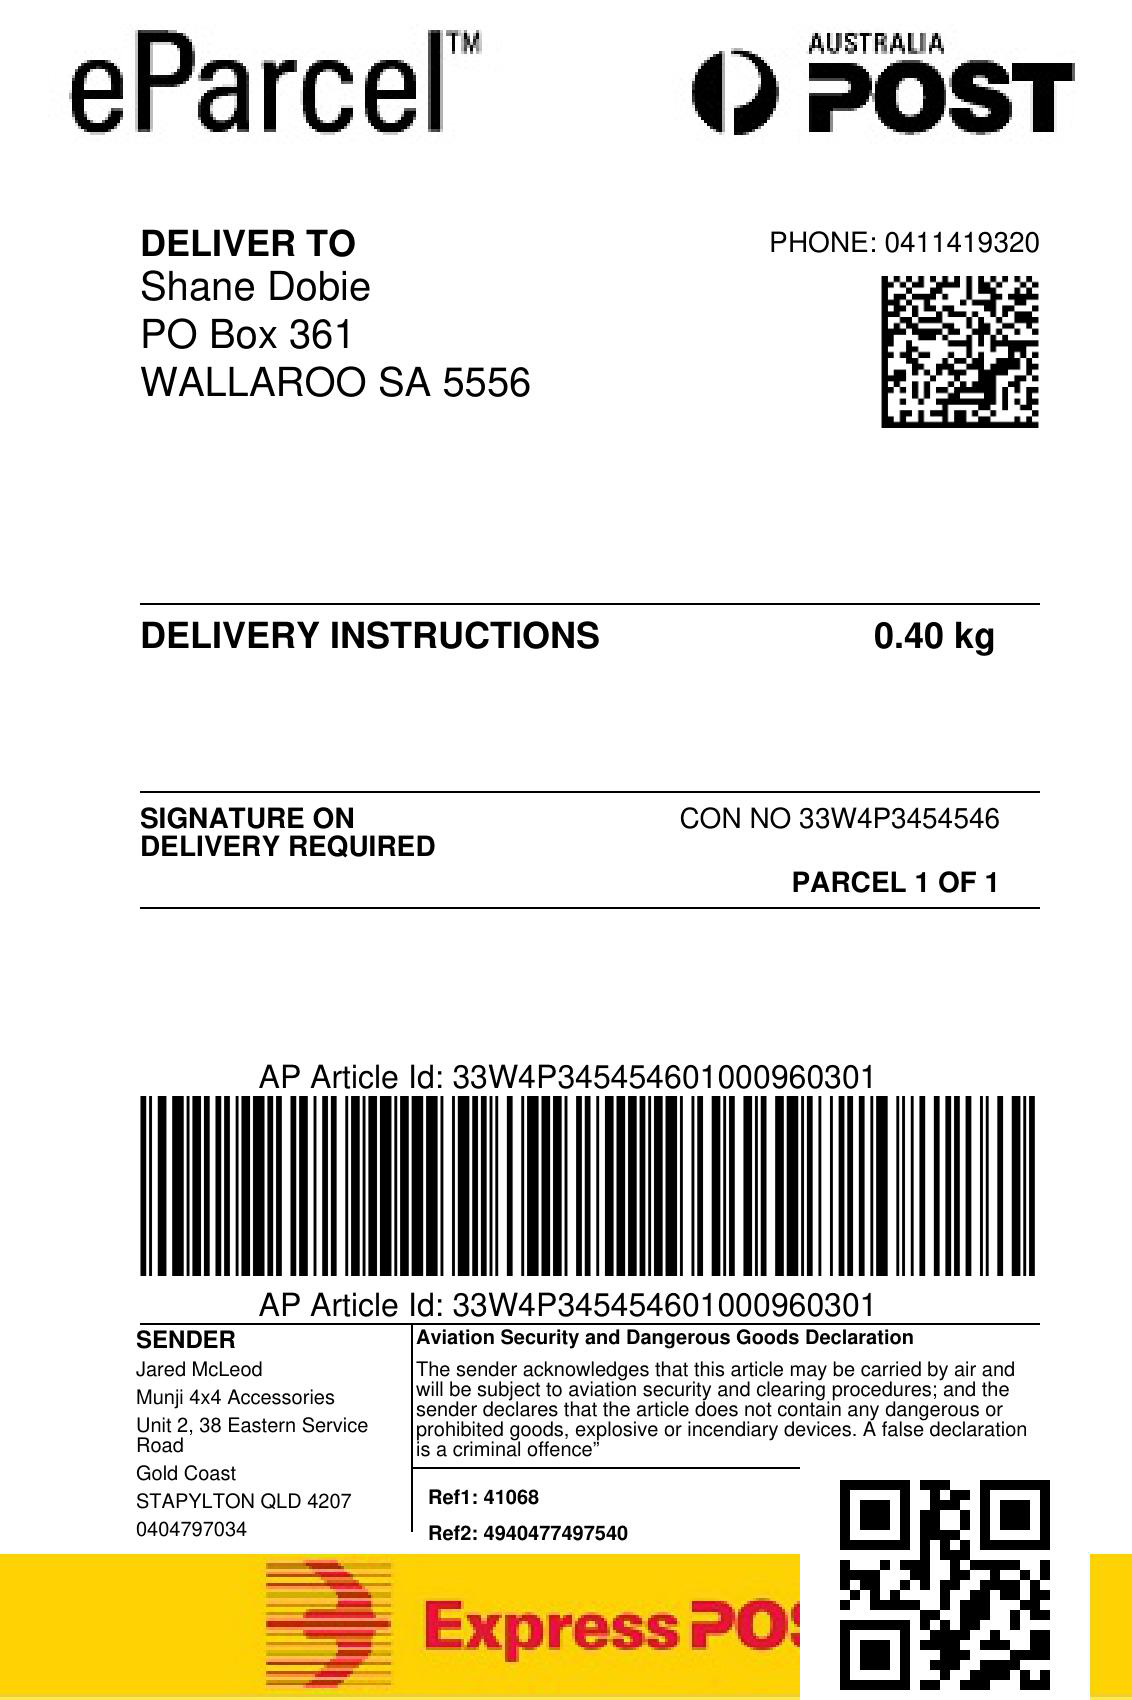 eParcel™
AUSTRALIA
POST
DELIVER TO
PHONE: 0411419320
Shane Dobie
PO Box 361
WALLAROO SA 5556
DELIVERY INSTRUCTIONS
0.40 kg
SIGNATURE ON
DELIVERY REQUIRED
CON NO 33W4P3454546
PARCEL 1 OF 1
AP Article Id: 33W4P345454601000960301
AP Article Id: 33W4P345454601000960301
SENDER
Jared McLeod
Munji 4x4 Accessories
Unit 2, 38 Eastern Service
Road
Gold Coast
STAPYLTON QLD 4207
0404797034
Aviation Security and Dangerous Goods Declaration
The sender acknowledges that this article may be carried by air and
will be subject to aviation security and clearing procedures; and the
sender declares that the article does not contain any dangerous or
prohibited goods, explosive or incendiary devices. A false declaration
is a criminal offence”
Ref1: 41068
Ref2: 4940477497540
Express POS